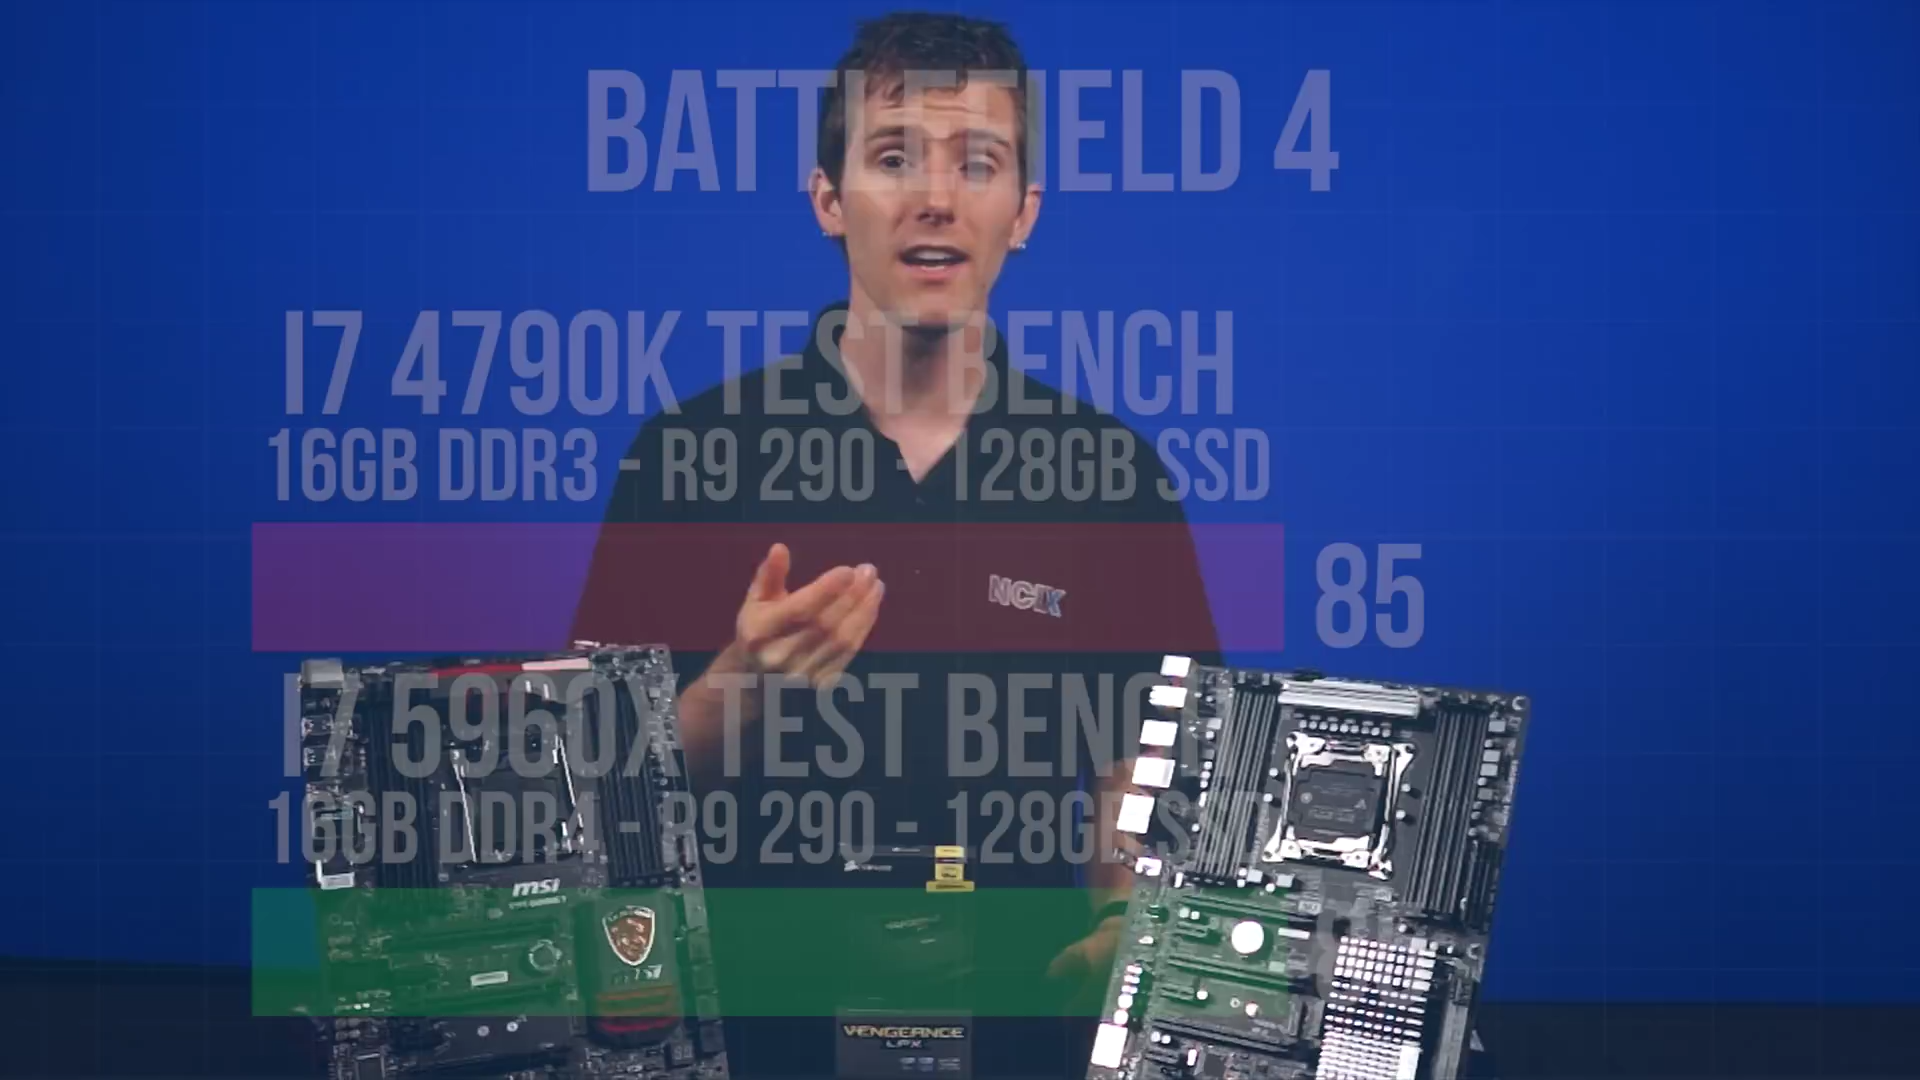 BATTLEFIELD 4
I7 4790K TEST BENCH
16GB DDR3 - R9 290 - 128GB SSD
85
NCIX
I7 5960X TEST BENCH
16GB DDR4 - R9 290 - 128GB SSD
msi
VENGEANCE
LPX